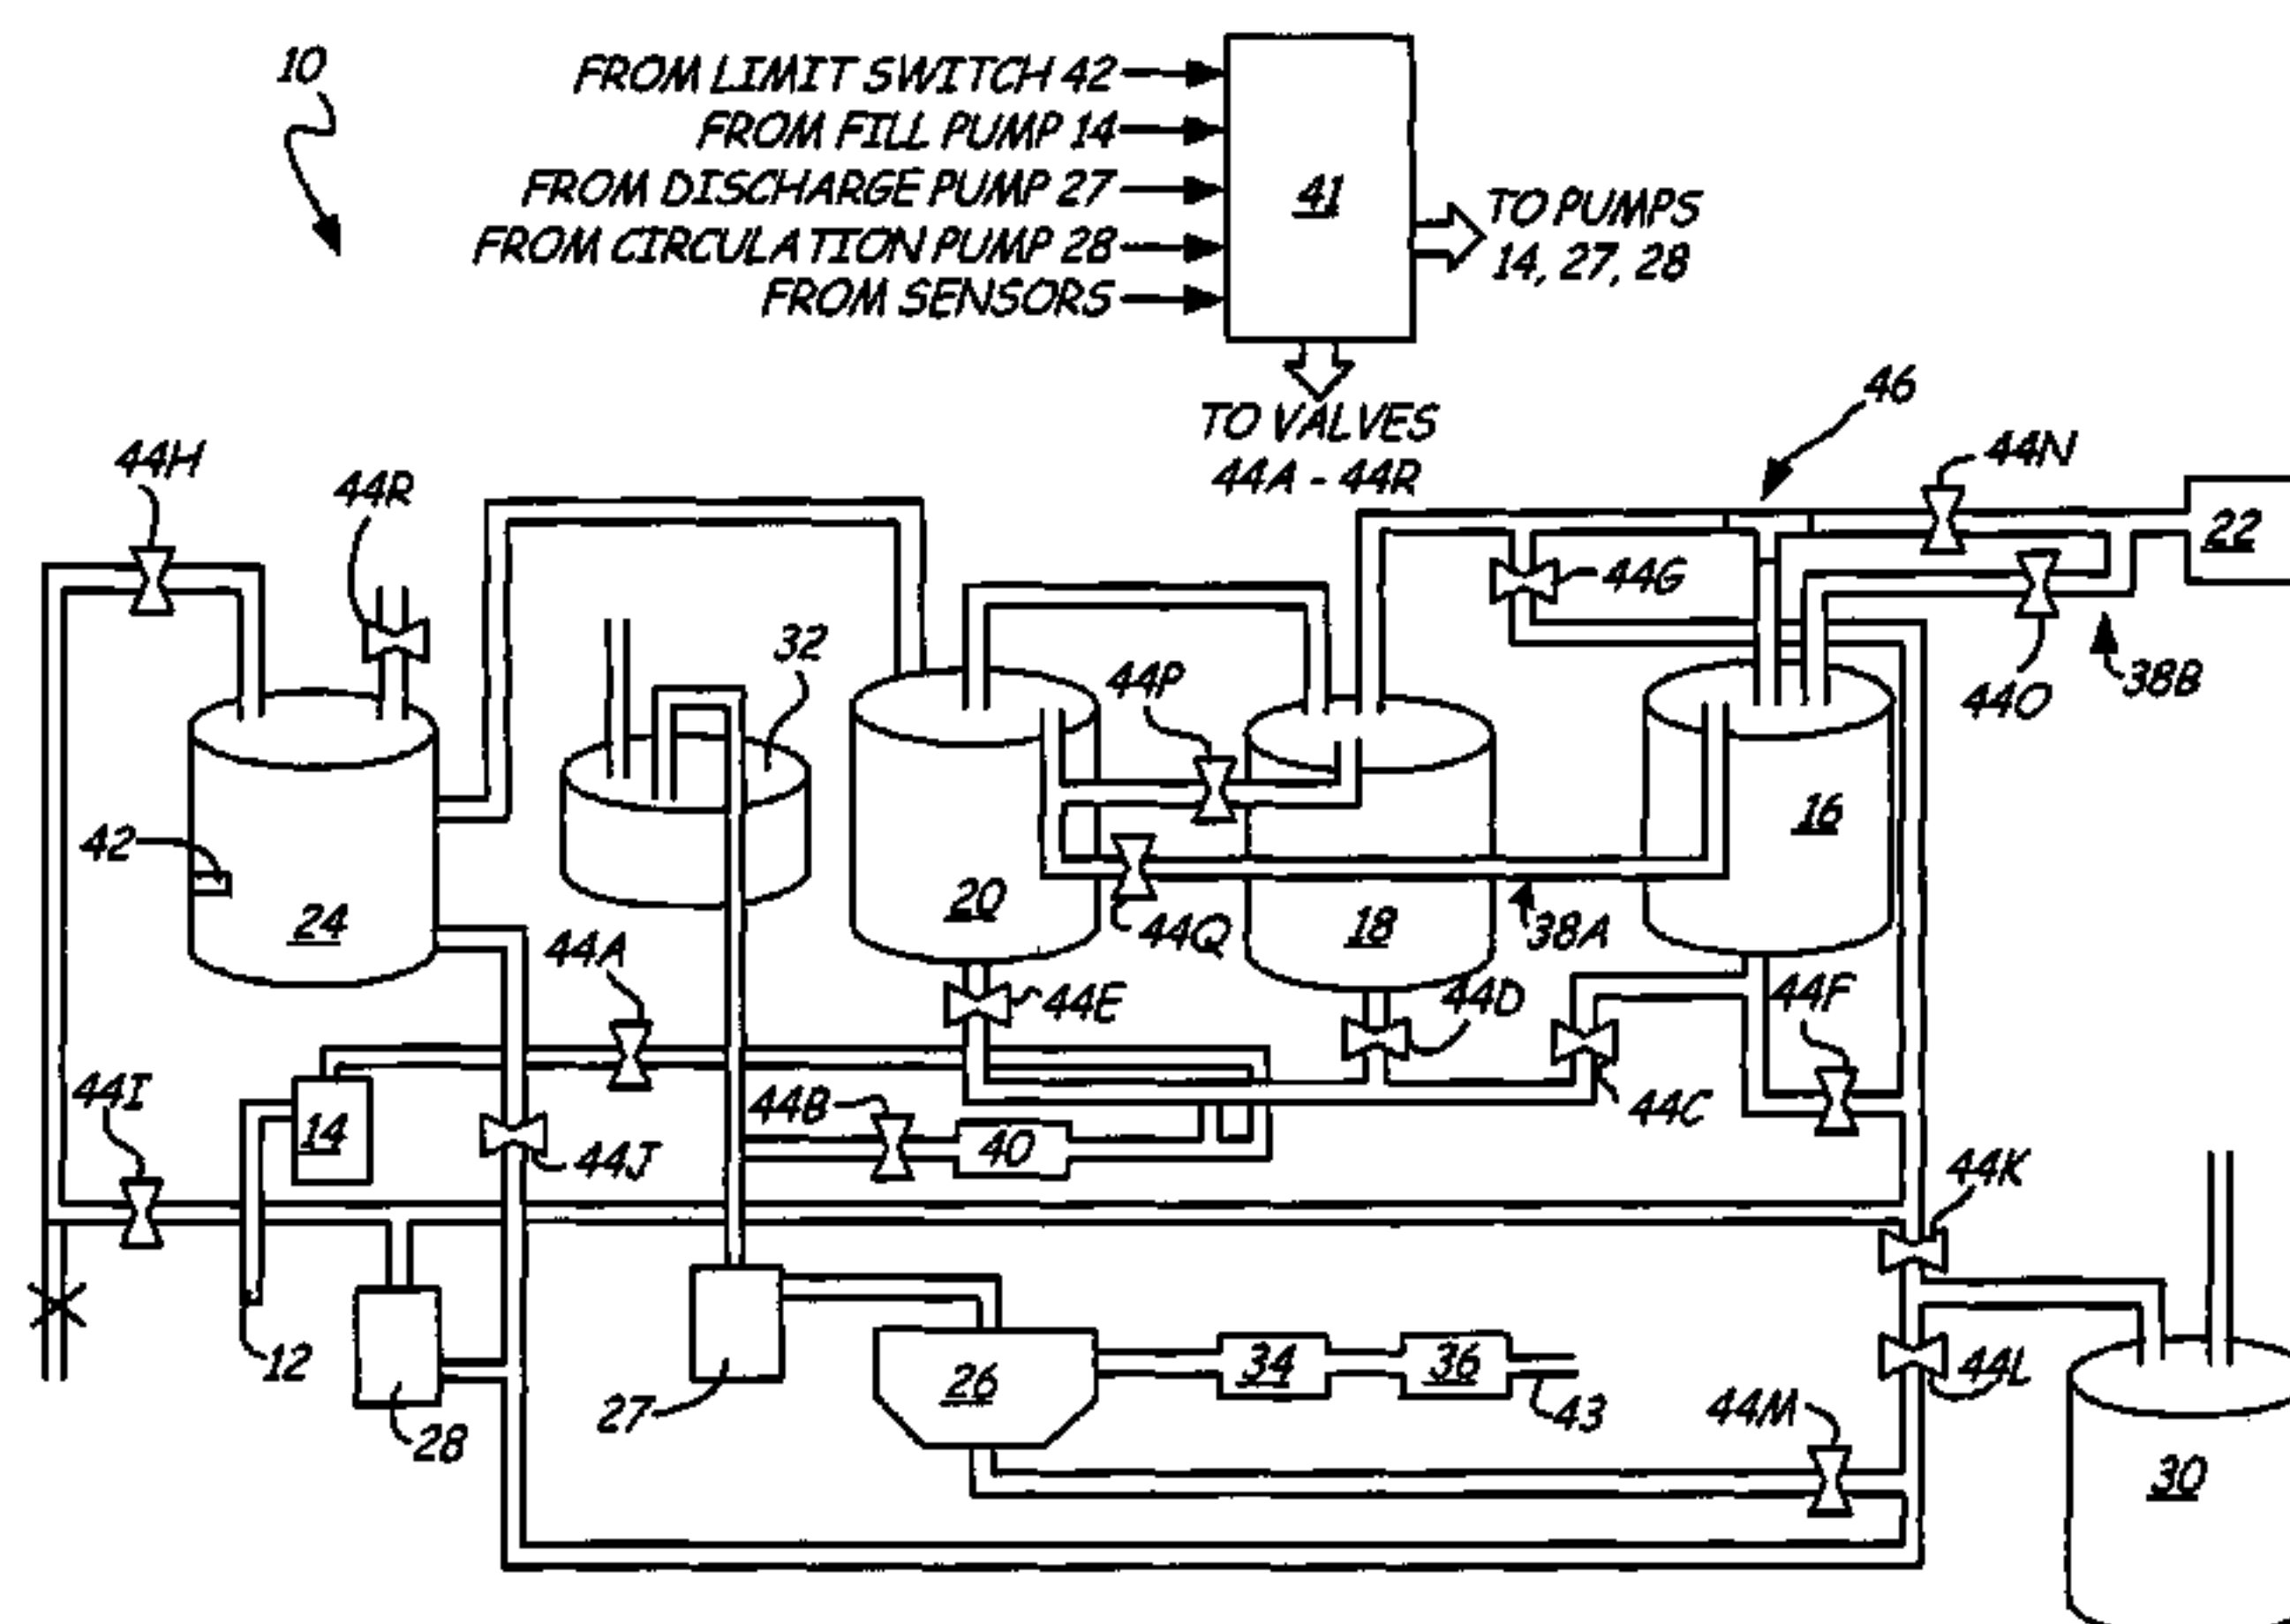 10
FROM LIMIT SWITCH 42
FROM FILL PUMP 14
FROM DISCHARGE PUMP 27
FROM CIRCULATION PUMP 28
FROM SENSORS
41
TO PUMPS
14, 27, 28
TO VALVES
44A - 44R
46
44H
44R
44N
22
44G
32
44P
44O
38B
42
24
20
18
16
44A
44Q
38A
44E
44D
44F
44I
14
44B
40
44C
44J
44K
12
28
27
26
34
36
43
44L
44M
30